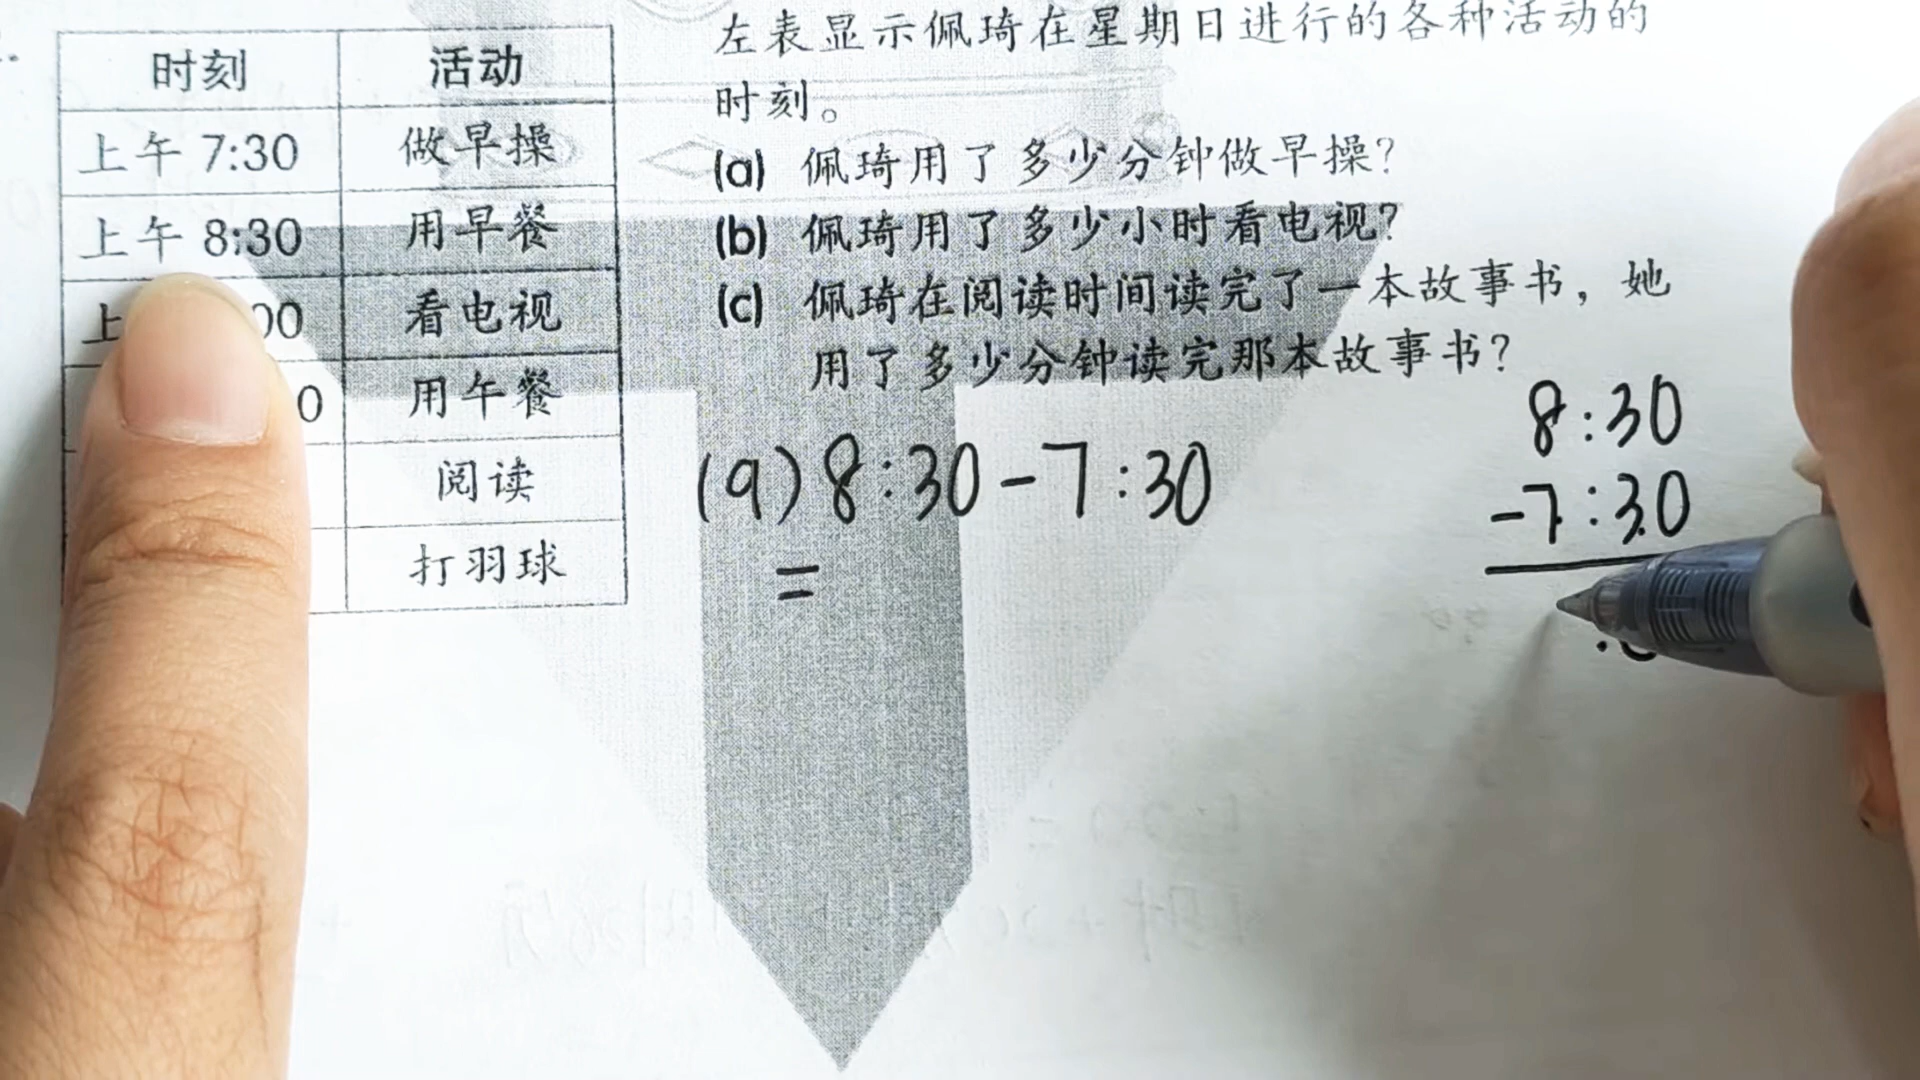 时刻 活动
上午 7:30 做早操
上午 8:30 用早餐
上 00 看电视
0 用午餐
阅读
打羽球
左表显示佩琦在星期日进行的各种活动的
时刻。
(a) 佩琦用了多少分钟做早操?
(b) 佩琦用了多少小时看电视?
(c) 佩琦在阅读时间读完了一本故事书，她
用了多少分钟读完那本故事书?
(a) 8:30-7:30
=
8:30
-7:30